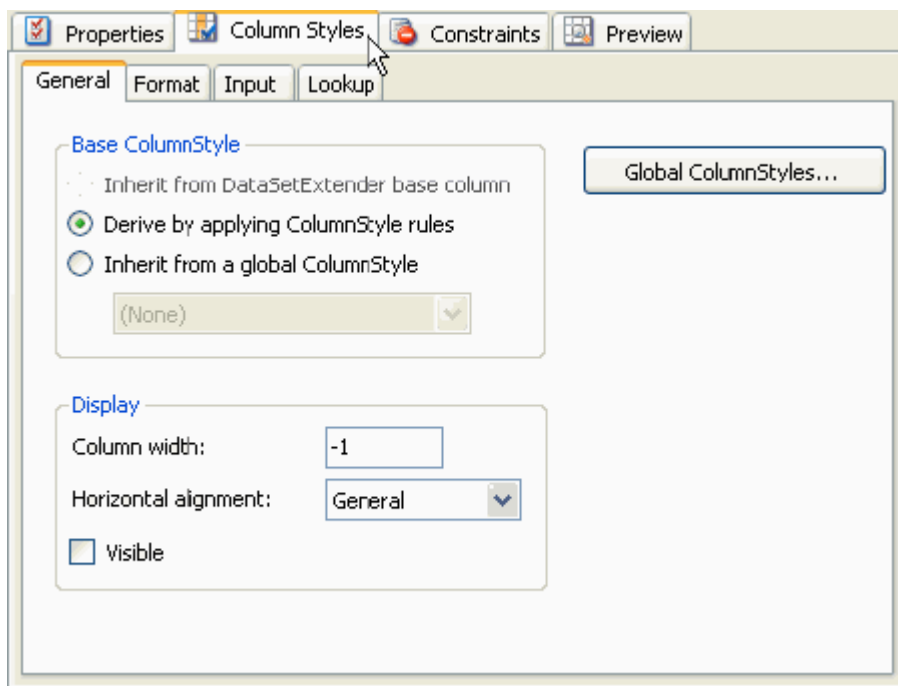 Properties Column Styles Constraints Preview
General Format Input Lookup
Base ColumnStyle
Inherit from DataSetExtender base column
Global ColumnStyles...
Derive by applying ColumnStyle rules
Inherit from a global ColumnStyle
(None)
Display
Column width: -1
Horizontal alignment: General
Visible